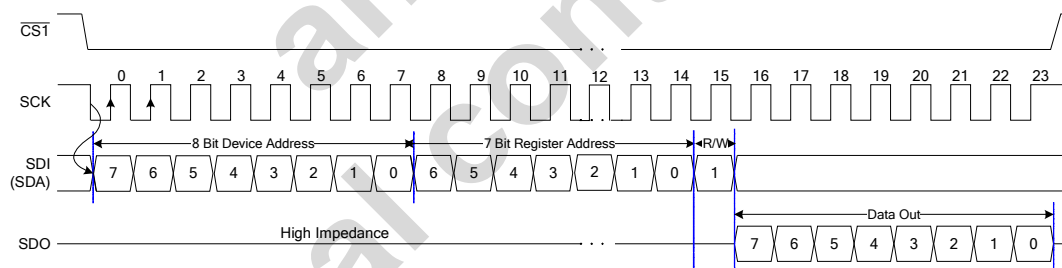 CS1
0 1 2 3 4 5 6 7 8 9 10 11 12 13 14 15 16 17 18 19 20 21 22 23
SCK
8 Bit Device Address 7 Bit Register Address R/W
SDI
(SDA)
7 6 5 4 3 2 1 0 6 5 4 3 2 1 0 1
Data Out
High Impedance
SDO
7 6 5 4 3 2 1 0